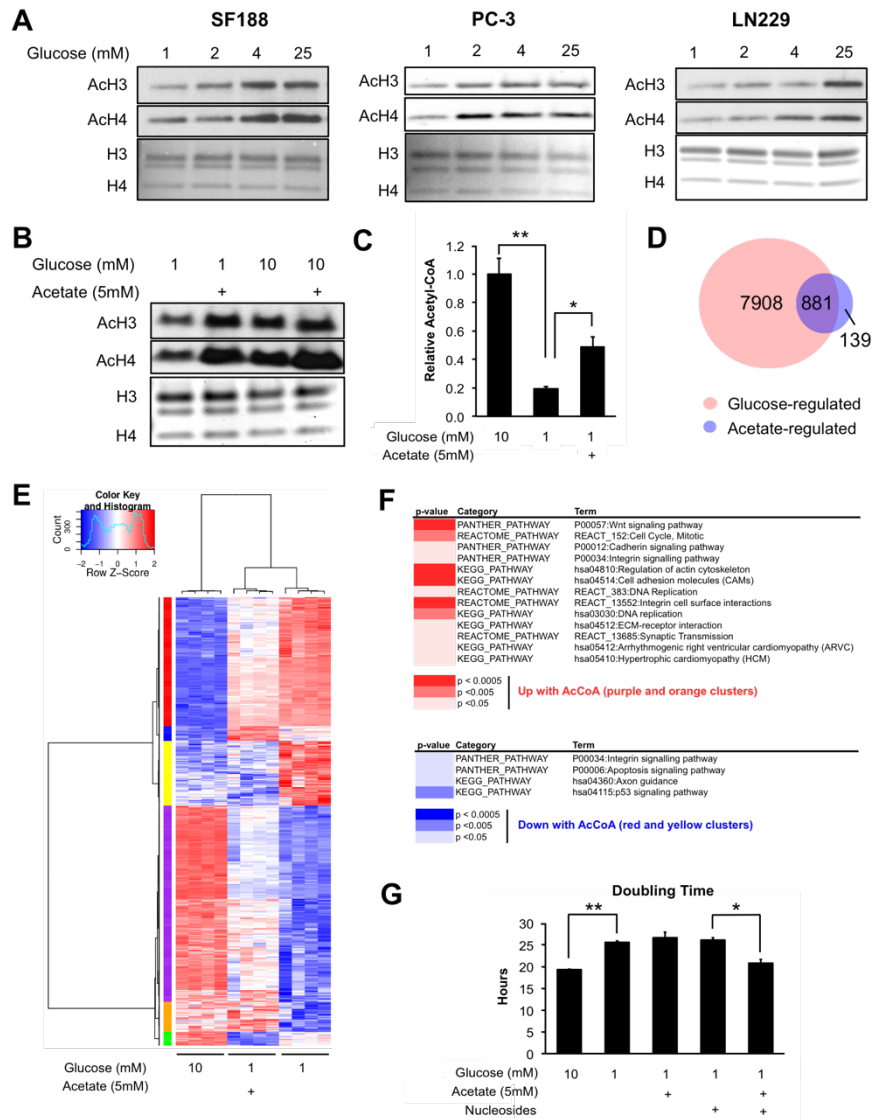 A
SF188
PC-3
LN229
Glucose (mM) 1 2 4 25 1 2 4 25 1 2 4 25
AcH3 AcH3 AcH3
AcH4 AcH4 AcH4
H3 H3 H3
H4 H4 H4
B
Glucose (mM) 1 1 10 10
Acetate (5mM) + +
AcH3
AcH4
H3
H4
C
Relative Acetyl-CoA
1.2
1.0
0.8
0.6
0.4
0.2
0.0
**
*
Glucose (mM) 10 1 1
Acetate (5mM) +
D
7908 881
139
Glucose-regulated
Acetate-regulated
E
Color Key
and Histogram
Count
0 300
-2 -1 0 1 2
Row Z-Score
Glucose (mM) 10 1 1
Acetate (5mM) +
F
p-value Category Term
PANTHER_PATHWAY P00057:Wnt signaling pathway
REACTOME_PATHWAY REACT_152:Cell Cycle, Mitotic
PANTHER_PATHWAY P00012:Cadherin signaling pathway
PANTHER_PATHWAY P00034:Integrin signalling pathway
KEGG_PATHWAY hsa04810:Regulation of actin cytoskeleton
KEGG_PATHWAY hsa04514:Cell adhesion molecules (CAMs)
REACTOME_PATHWAY REACT_383:DNA Replication
REACTOME_PATHWAY REACT_13552:Integrin cell surface interactions
KEGG_PATHWAY hsa03030:DNA replication
KEGG_PATHWAY hsa04512:ECM-receptor interaction
REACTOME_PATHWAY REACT_13685:Synaptic Transmission
KEGG_PATHWAY hsa05412:Arrhythmogenic right ventricular cardiomyopathy (ARVC)
KEGG_PATHWAY hsa05410:Hypertrophic cardiomyopathy (HCM)
p < 0.0005
p <0.005
p <0.05
Up with AcCoA (purple and orange clusters)
p-value Category Term
PANTHER_PATHWAY P00034:Integrin signalling pathway
PANTHER_PATHWAY P00006:Apoptosis signaling pathway
KEGG_PATHWAY hsa04360:Axon guidance
KEGG_PATHWAY hsa04115:p53 signaling pathway
p < 0.0005
p <0.005
p <0.05
Down with AcCoA (red and yellow clusters)
G
Doubling Time
Hours
30
25
20
15
10
5
0
**
*
Glucose (mM) 10 1 1 1 1
Acetate (5mM) + +
Nucleosides + +